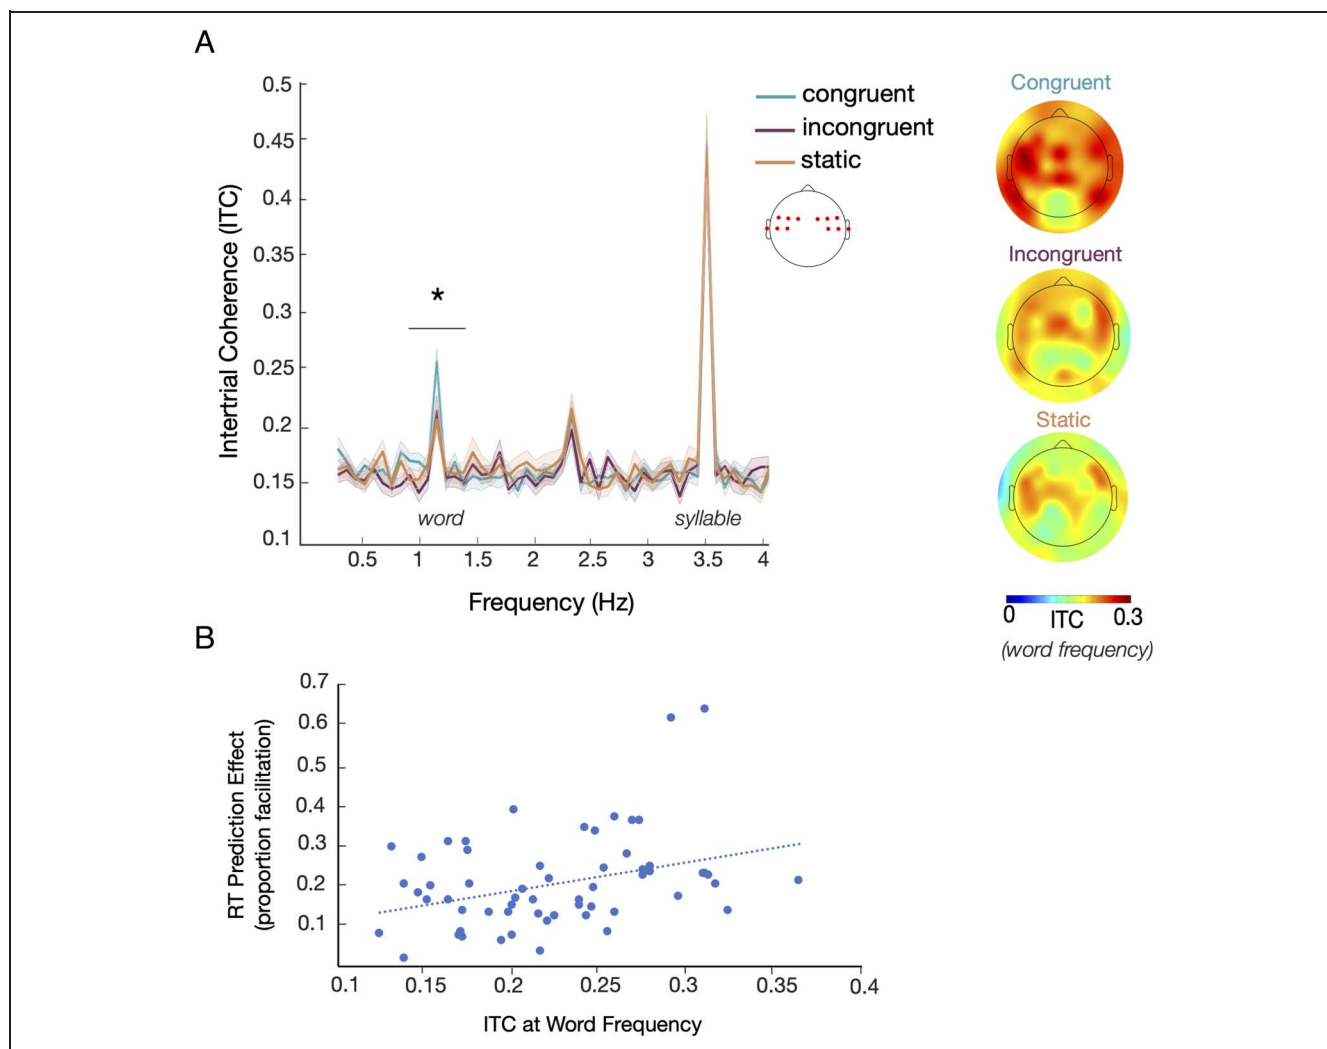 A
0.5
0.45
0.4
0.35
0.3
0.25
0.2
0.15
0.1
Intertrial Coherence (ITC)
congruent
incongruent
static
*
word
syllable
0.5 1 1.5 2 2.5 3 3.5 4
Frequency (Hz)
Congruent
Incongruent
Static
0 ITC 0.3
(word frequency)
B
0.7
0.6
0.5
0.4
0.3
0.2
0.1
RT Prediction Effect
(proportion facilitation)
0.1 0.15 0.2 0.25 0.3 0.35 0.4
ITC at Word Frequency